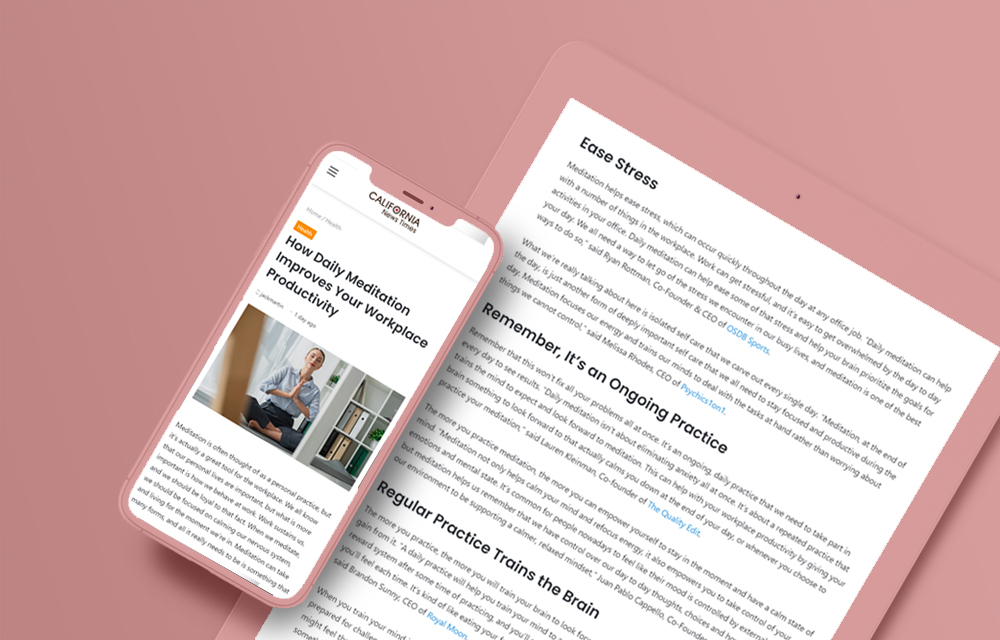 CALIFORNIA
News Times
Home / Health
Health
How Daily Meditation
Improves Your Workplace
Productivity
jackmartin
1 day ago
Meditation is often thought of as a personal practice, but
it's actually a great tool for the workplace. We all know
that our personal lives are important but what is more
important is how we behave at work. Work sustains us,
and we should be loyal to that fact. When we meditate,
we should be focused on calming our nervous system,
and living for the moment we're in. Meditation can take
many forms, and all it really needs to be is something that
Ease Stress
Meditation helps ease stress, which can occur quickly throughout the day at any office job. "Daily meditation can help
with a number of things in the workplace. Work can get stressful, and it's easy to get overwhelmed by the day to day
activities in your office. Daily meditation can help ease some of that stress and help your brain prioritize the goals for
your day. We all need a way to let go of the stress we encounter in our busy lives, and meditation is one of the best
ways to do so," said Ryan Rottman, Co-Founder & CEO of OSDB Sports.
What we're really talking about here is isolated self care that we carve out every single day. "Meditation, at the end of
the day, is just another form of deeply important self care that we all need to stay focused and productive during the
day. Meditation focuses our energy and trains our minds to deal with the tasks at hand rather than worrying about
things we cannot control," said Melissa Rhodes, CEO of Psychics1on1.
Remember, It's an Ongoing Practice
Remember that this won't fix all your problems all at once. It's an ongoing, daily practice that we need to take part in
every day to see results. "Daily meditation isn't about eliminating anxiety all at once. It's about a repeated practice that
trains the mind to expect and look forward to meditation. This can help with your workplace productivity by giving your
brain something to look forward to that actually calms you down at the end of your day, or whenever you choose to
practice your meditation," said Lauren Kleinman, Co-founder of The Quality Edit.
The more you practice meditation, the more you can empower yourself to stay in the moment and have a calm state of
mind. "Meditation not only helps calm your mind and refocus energy, it also empowers you to take control of your
emotions and mental state. It's common for people nowadays to feel like their mood is controlled by external
but meditation helps us remember that we have control over our day to day thoughts, choices and
our environment to be supporting a calmer, relaxed mindset." Juan Pablo Cappello, Co-Found
Regular Practice Trains the Brain
The more you practice, the more you will train your brain to look for
gain from it. "A daily practice will help you train your mind to
reward system after some time of practicing, and you'll
you'll feel each time. It's kind of like eating your
said Brandon Sunny, CEO of Royal Moon.
When you train your mind
prepared for challen
might feel th
someth